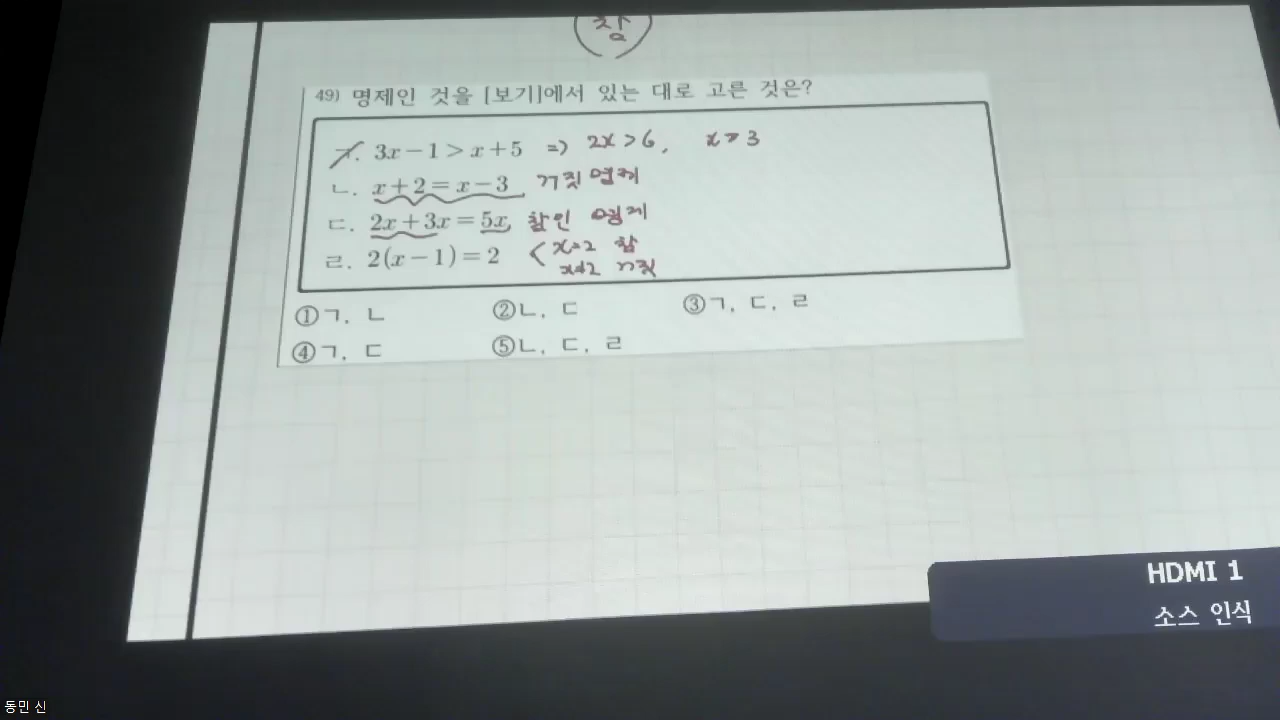 참
49) 명제인 것을 [보기]에서 있는 대로 고른 것은?
ㄱ. 3x-1>x+5 => 2x>6, x>3
ㄴ. x+2=x-3 거짓 명제
ㄷ. 2x+3x=5x, 참인 명제
ㄹ. 2(x-1)=2 < x=2 참
x≠2 거짓
①ㄱ, ㄴ ②ㄴ, ㄷ ③ㄱ, ㄷ, ㄹ
④ㄱ, ㄷ ⑤ㄴ, ㄷ, ㄹ
HDMI 1
소스 인식
동민 신